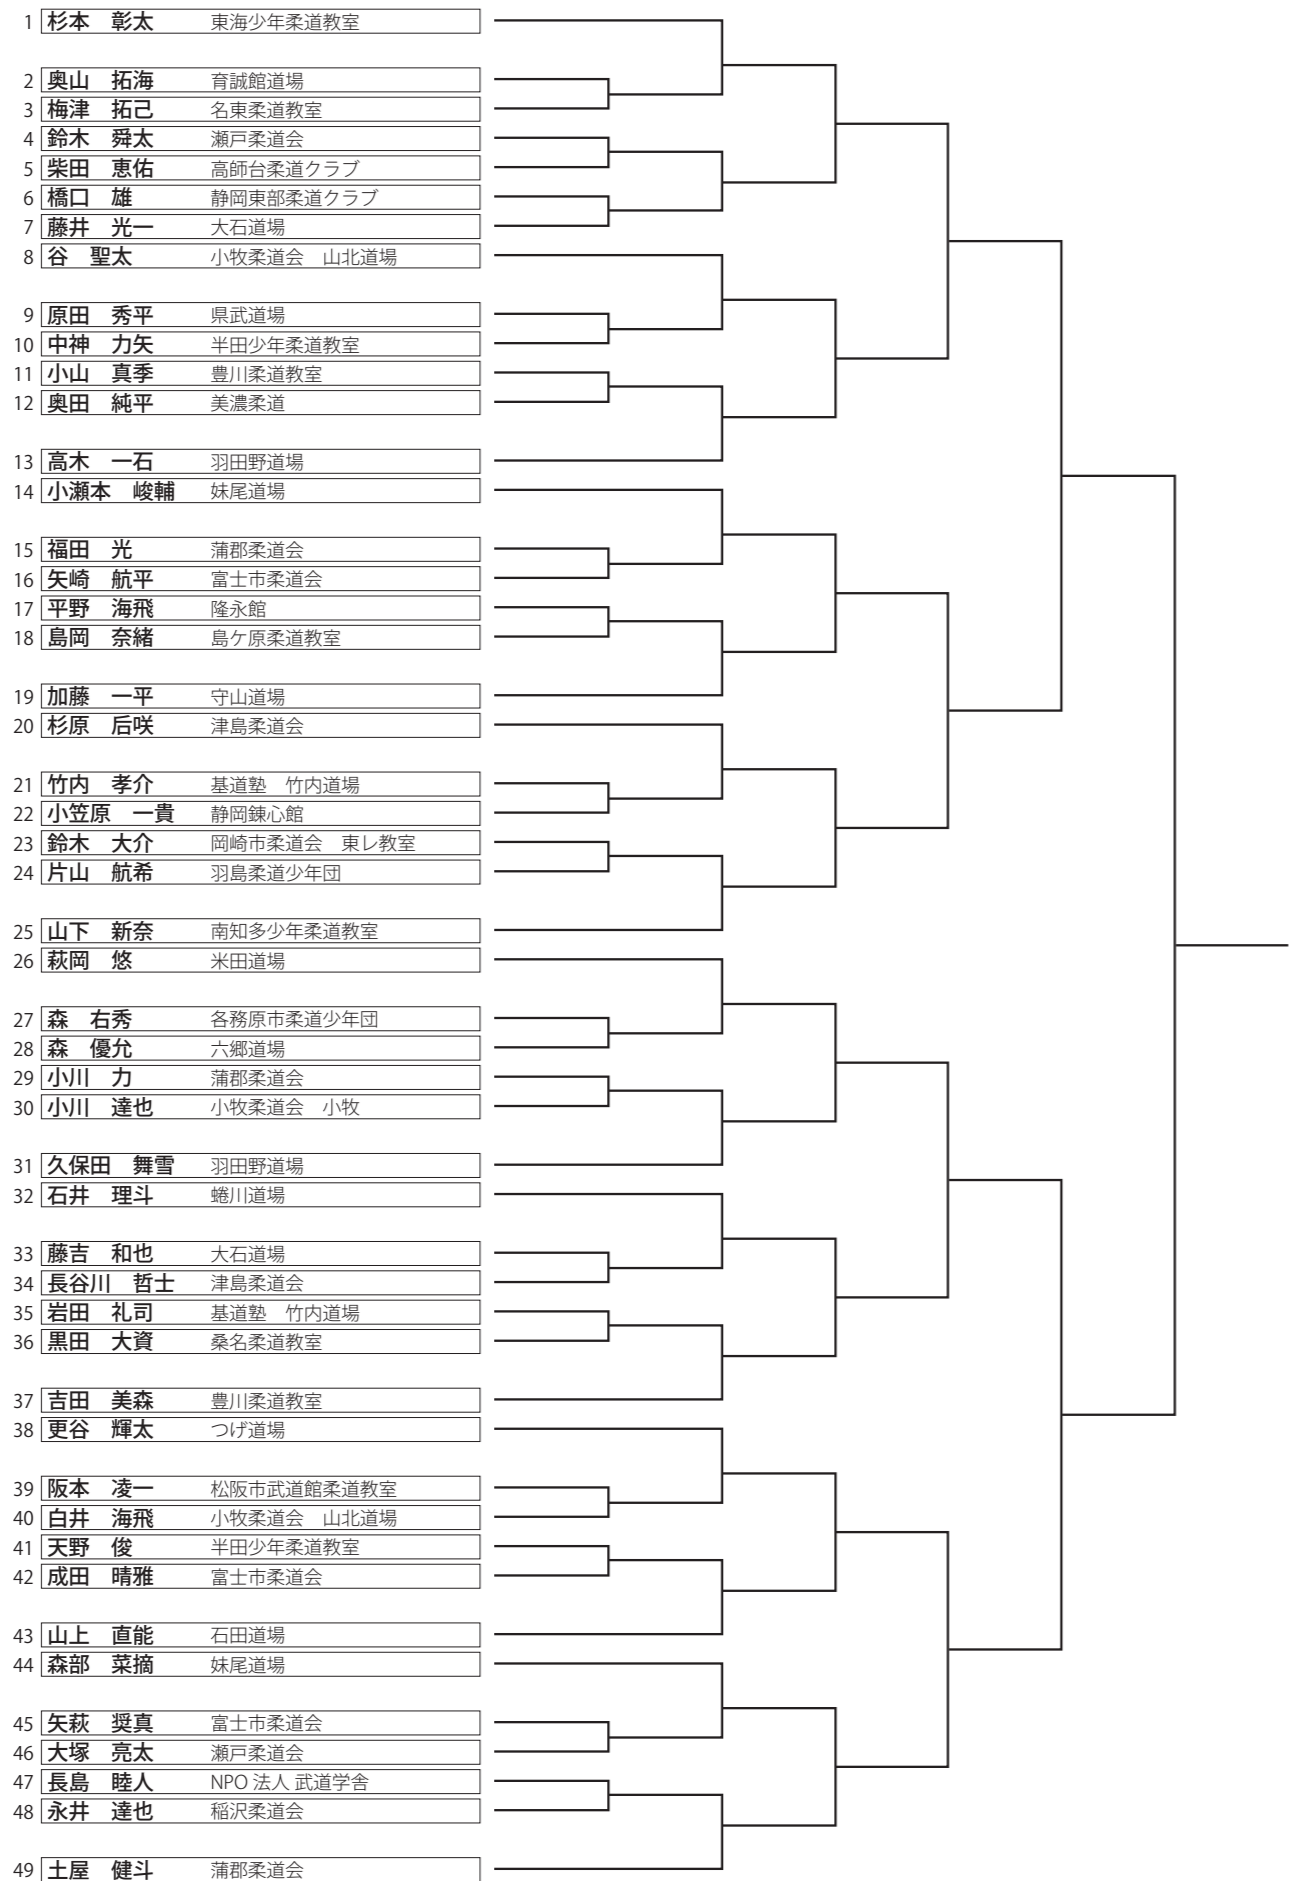 1 杉本　彰太 東海少年柔道教室
2 奥山　拓海 育誠館道場
3 梅津　拓己 名東柔道教室
4 鈴木　舜太 瀬戸柔道会
5 柴田　恵佑 高師台柔道クラブ
6 橋口　雄 静岡東部柔道クラブ
7 藤井　光一 大石道場
8 谷　聖太 小牧柔道会　山北道場
9 原田　秀平 県武道場
10 中神　力矢 半田少年柔道教室
11 小山　真季 豊川柔道教室
12 奥田　純平 美濃柔道
13 高木　一石 羽田野道場
14 小瀬本　峻輔 妹尾道場
15 福田　光 蒲郡柔道会
16 矢崎　航平 富士市柔道会
17 平野　海飛 隆永館
18 島岡　奈緒 島ケ原柔道教室
19 加藤　一平 守山道場
20 杉原　后咲 津島柔道会
21 竹内　孝介 基道塾　竹内道場
22 小笠原　一貴 静岡錬心館
23 鈴木　大介 岡崎市柔道会　東レ教室
24 片山　航希 羽島柔道少年団
25 山下　新奈 南知多少年柔道教室
26 萩岡　悠 米田道場
27 森　右秀 各務原市柔道少年団
28 森　優允 六郷道場
29 小川　力 蒲郡柔道会
30 小川　達也 小牧柔道会　小牧
31 久保田　舞雪 羽田野道場
32 石井　理斗 蜷川道場
33 藤吉　和也 大石道場
34 長谷川　哲士 津島柔道会
35 岩田　礼司 基道塾　竹内道場
36 黒田　大資 桑名柔道教室
37 吉田　美森 豊川柔道教室
38 更谷　輝太 つげ道場
39 阪本　凌一 松阪市武道館柔道教室
40 白井　海飛 小牧柔道会　山北道場
41 天野　俊 半田少年柔道教室
42 成田　晴雅 富士市柔道会
43 山上　直能 石田道場
44 森部　菜摘 妹尾道場
45 矢萩　奨真 富士市柔道会
46 大塚　亮太 瀬戸柔道会
47 長島　睦人 NPO 法人 武道学舎
48 永井　達也 稲沢柔道会
49 土屋　健斗 蒲郡柔道会